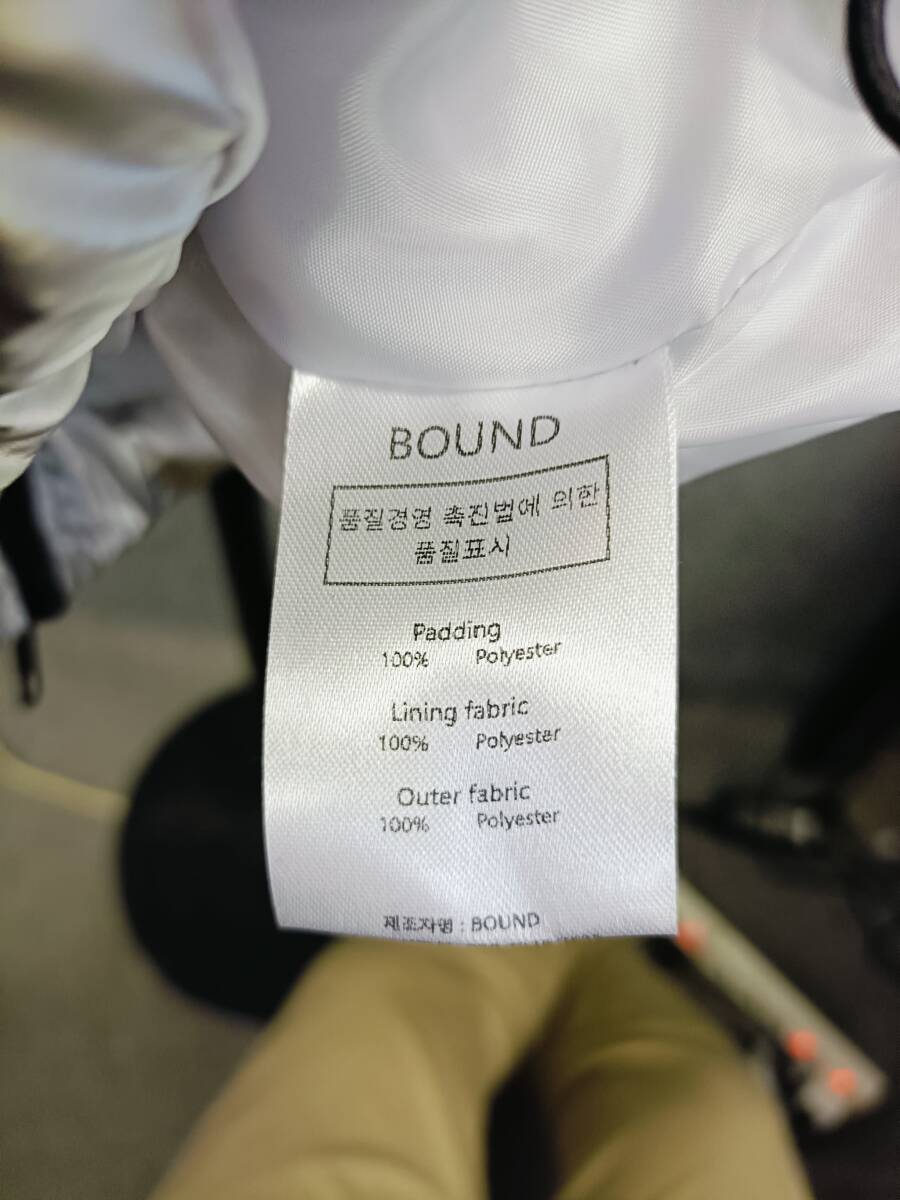 BOUND
품질경영 촉진법에 의한
품질표시
Padding
100% Polyester
Lining fabric
100% Polyester
Outer fabric
100% Polyester
제조자명 : BOUND